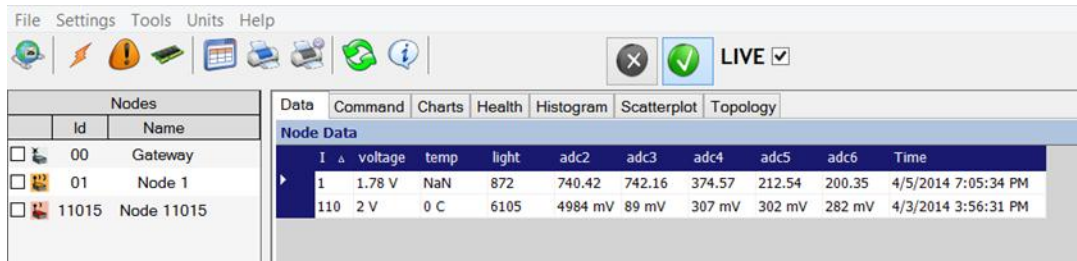 File Settings Tools Units Help
LIVE
Nodes
Id Name
00 Gateway
01 Node 1
11015 Node 11015
Data Command Charts Health Histogram Scatterplot Topology
Node Data
I voltage temp light adc2 adc3 adc4 adc5 adc6 Time
1 1.78 V NaN 872 740.42 742.16 374.57 212.54 200.35 4/5/2014 7:05:34 PM
110 2 V 0 C 6105 4984 mV 89 mV 307 mV 302 mV 282 mV 4/3/2014 3:56:31 PM